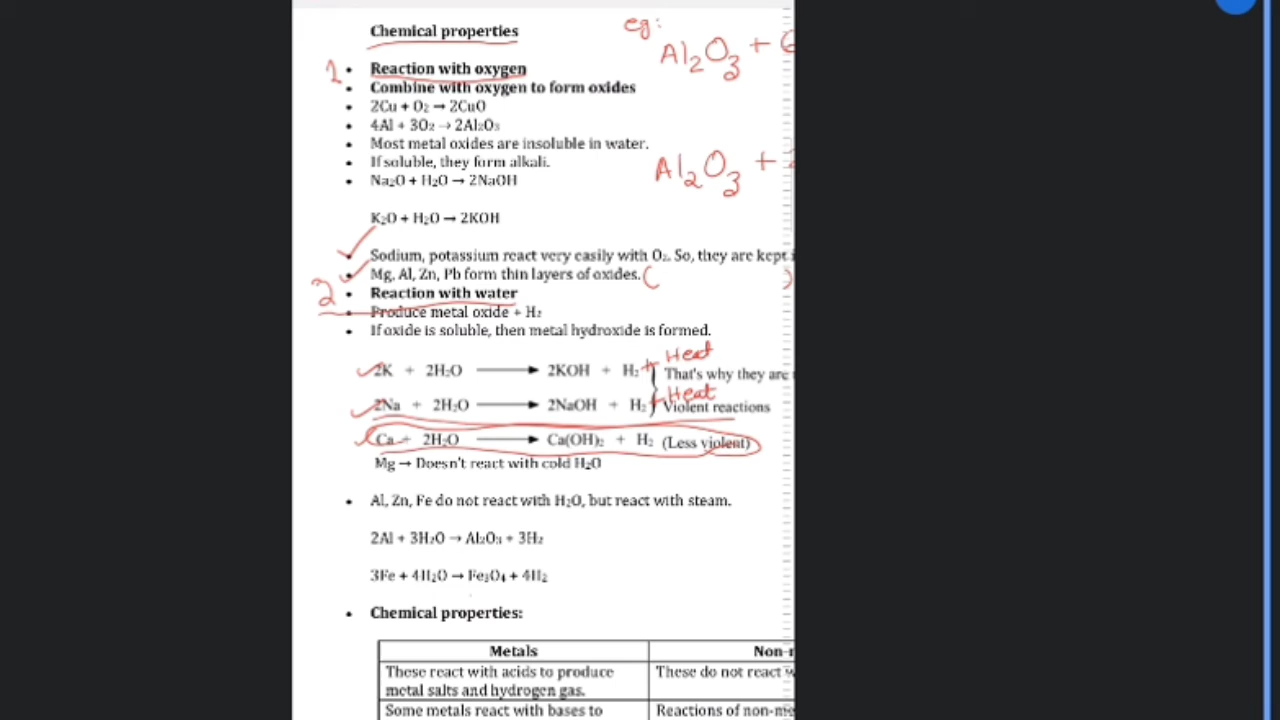 Chemical properties
eg:
Al₂O₃ + 6
1
• Reaction with oxygen
• Combine with oxygen to form oxides
• 2Cu + O₂ → 2CuO
• 4Al + 3O₂ → 2Al₂O₃
• Most metal oxides are insoluble in water.
• If soluble, they form alkali.
Al₂O₃ +
• Na₂O + H₂O → 2NaOH
K₂O + H₂O → 2KOH
• Sodium, potassium react very easily with O₂. So, they are kept
• Mg, Al, Zn, Pb form thin layers of oxides. ( )
2
• Reaction with water
• Produce metal oxide + H₂
• If oxide is soluble, then metal hydroxide is formed.
2K + 2H₂O → 2KOH + H₂ + Heat
That's why they are
2Na + 2H₂O → 2NaOH + H₂ + Heat
Violent reactions
Ca + 2H₂O → Ca(OH)₂ + H₂ (Less violent)
Mg → Doesn't react with cold H₂O
• Al, Zn, Fe do not react with H₂O, but react with steam.
2Al + 3H₂O → Al₂O₃ + 3H₂
3Fe + 4H₂O → Fe₃O₄ + 4H₂
• Chemical properties:
Metals Non-
These react with acids to produce These do not react
metal salts and hydrogen gas.
Some metals react with bases to Reactions of non-me